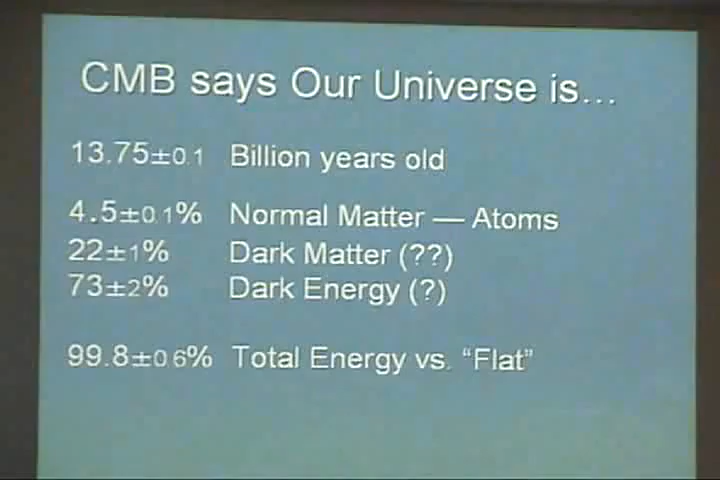 CMB says Our Universe is...
13.75±0.1 Billion years old
4.5±0.1% Normal Matter — Atoms
22±1% Dark Matter (??)
73±2% Dark Energy (?)
99.8±0.6% Total Energy vs. “Flat”